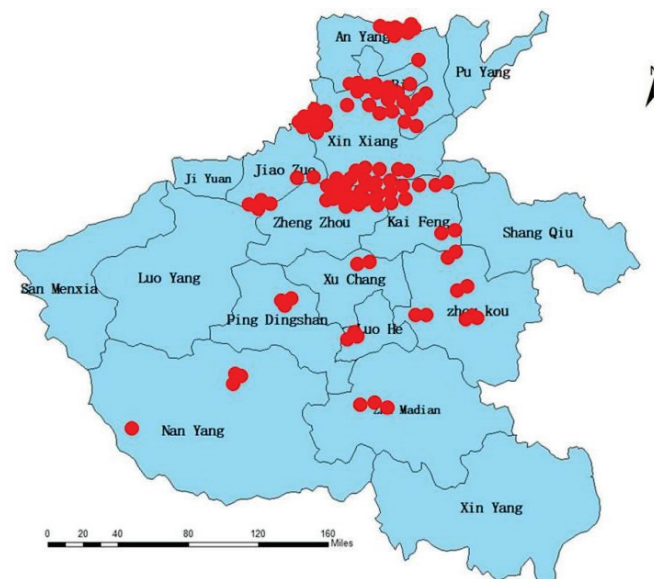 An Yang
Pu Yang
N
Xin Xiang
Jiao Zuo
Ji Yuan
Zheng Zhou
Kai Feng
Shang Qiu
San Menxia
Luo Yang
Xu Chang
Ping Dingshan
Luo He
zhou kou
Nan Yang
Madian
Xin Yang
0 40 80 120 160
Miles